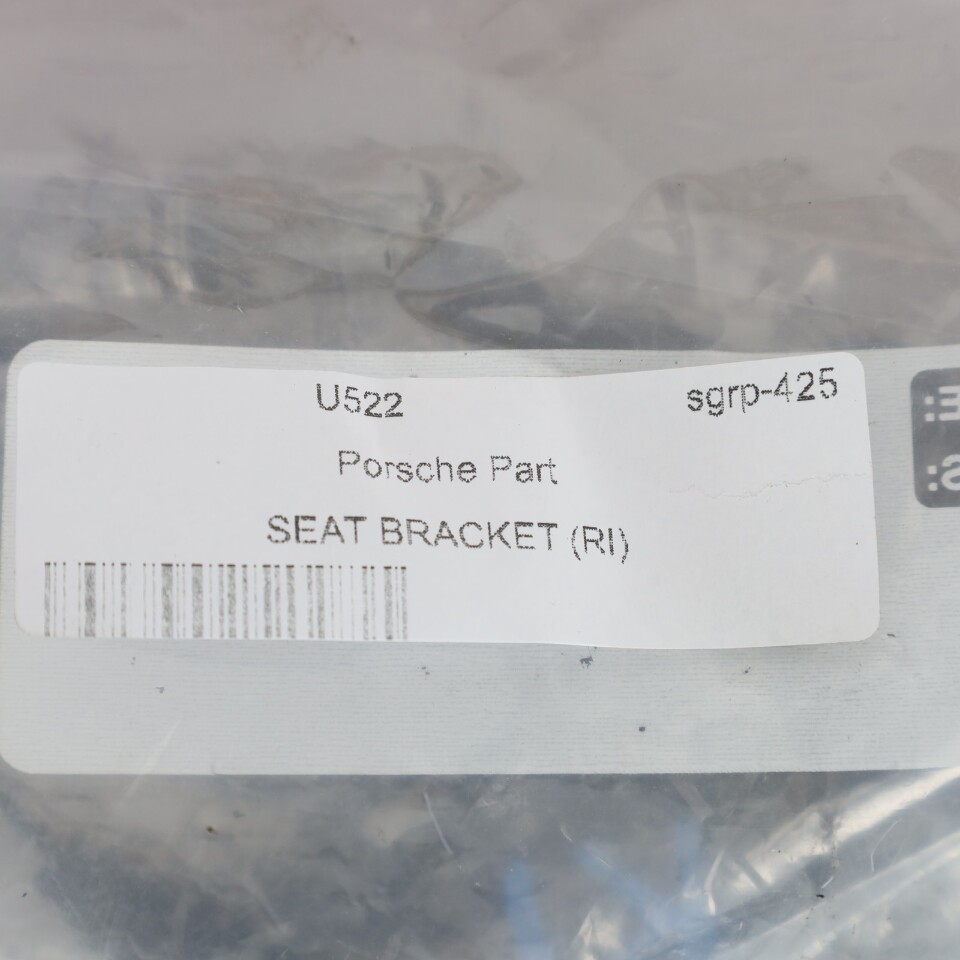 U522 sgrp-425
Porsche Part
SEAT BRACKET (RI)